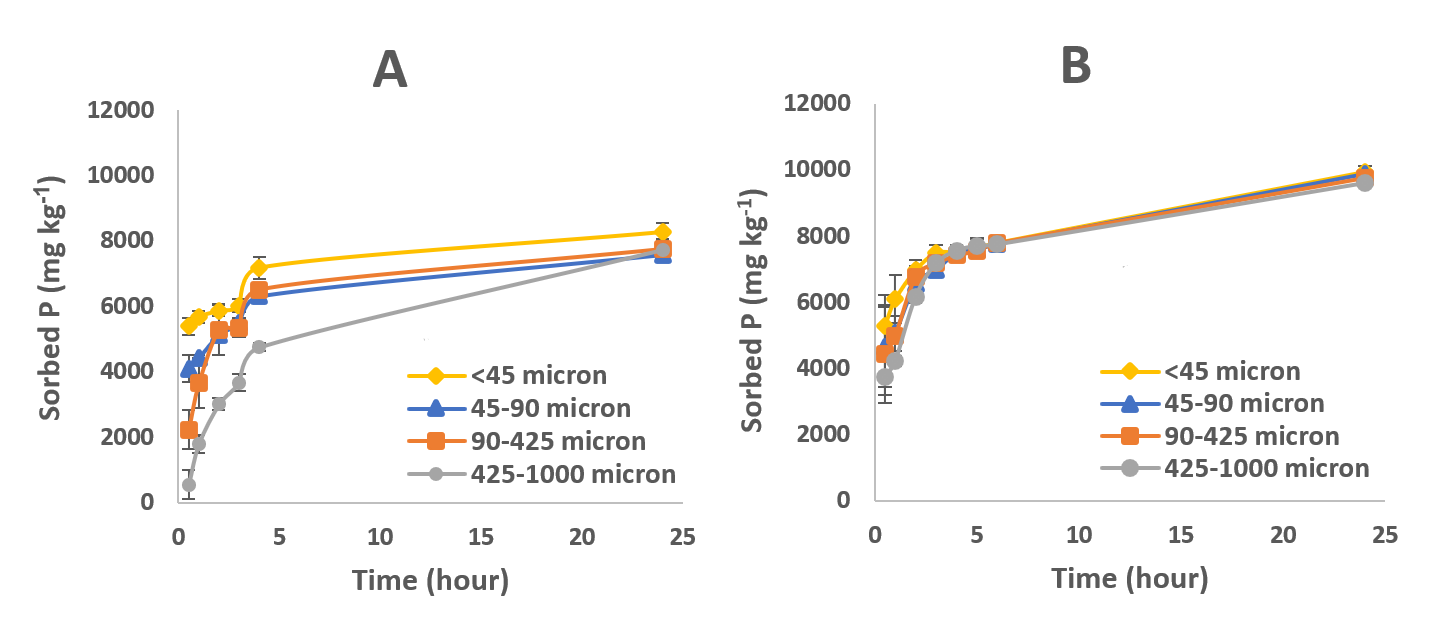 A
12000
10000
8000
6000
4000
2000
0
Sorbed P (mg kg⁻¹)
<45 micron
45-90 micron
90-425 micron
425-1000 micron
0 5 10 15 20 25
Time (hour)
B
12000
10000
8000
6000
4000
2000
0
Sorbed P (mg kg⁻¹)
<45 micron
45-90 micron
90-425 micron
425-1000 micron
0 5 10 15 20 25
Time (hour)